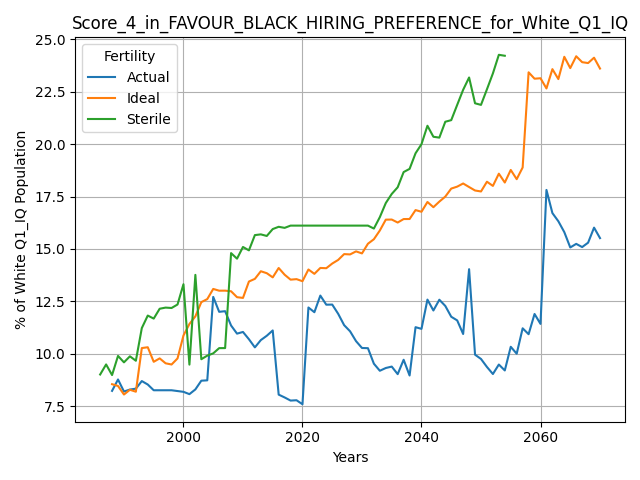 Score_4_in_FAVOUR_BLACK_HIRING_PREFERENCE_for_White_Q1_IQ
25.0
22.5
20.0
17.5
15.0
12.5
10.0
7.5
% of White Q1_IQ Population
Fertility
Actual
Ideal
Sterile
2000
2020
2040
2060
Years